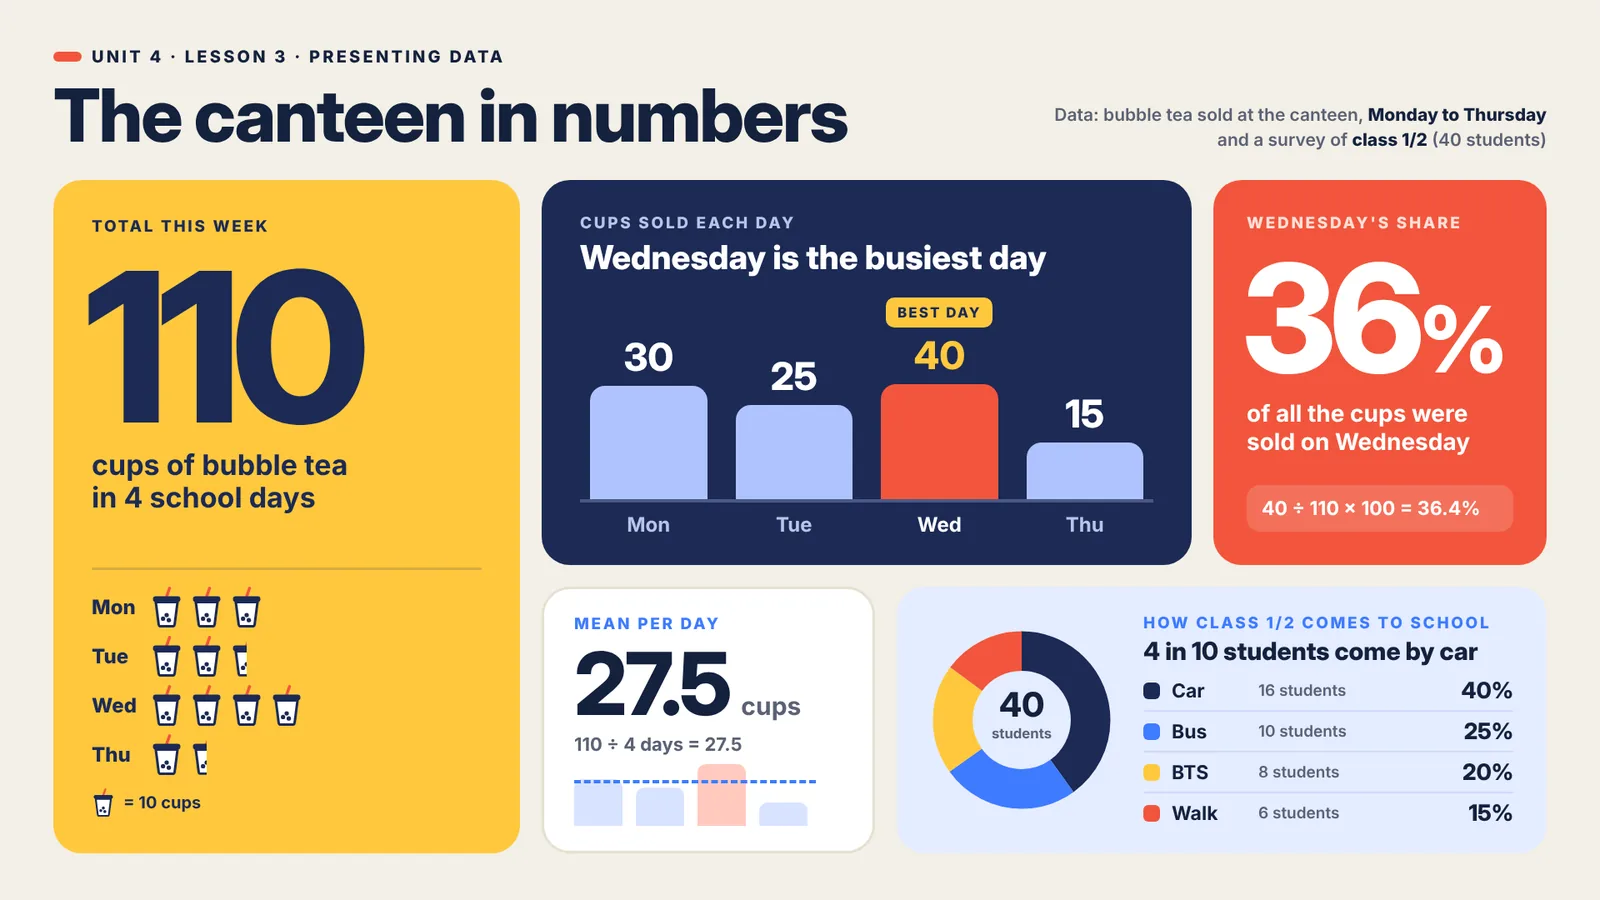 UNIT 4 · LESSON 3 · PRESENTING DATA
The canteen in numbers
Data: bubble tea sold at the canteen, Monday to Thursday
and a survey of class 1/2 (40 students)
TOTAL THIS WEEK
110
cups of bubble tea
in 4 school days
Mon
Tue
Wed
Thu
= 10 cups
CUPS SOLD EACH DAY
Wednesday is the busiest day
BEST DAY
30
25
40
15
Mon
Tue
Wed
Thu
WEDNESDAY'S SHARE
36%
of all the cups were
sold on Wednesday
40 ÷ 110 × 100 = 36.4%
MEAN PER DAY
27.5 cups
110 ÷ 4 days = 27.5
40
students
HOW CLASS 1/2 COMES TO SCHOOL
4 in 10 students come by car
Car 16 students 40%
Bus 10 students 25%
BTS 8 students 20%
Walk 6 students 15%